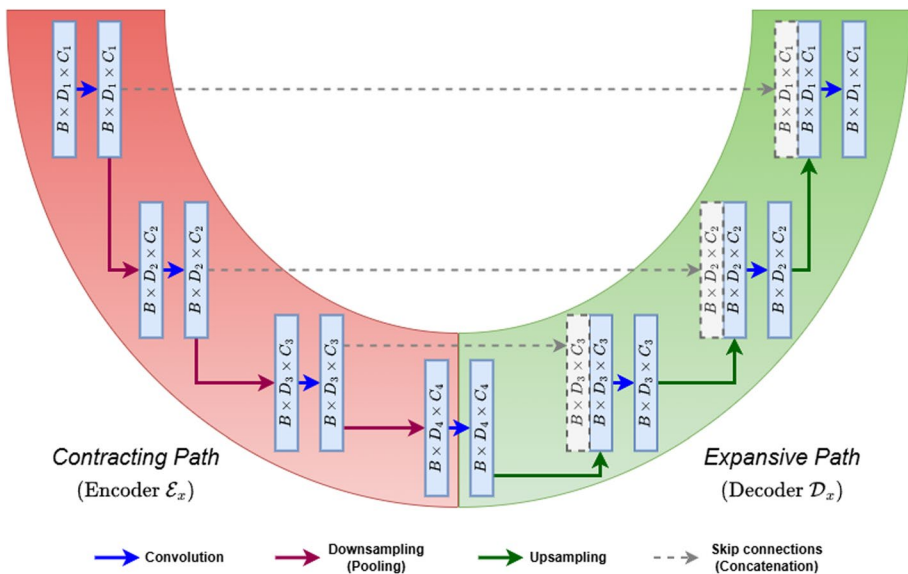 B × D₁ × C₁
B × D₁ × C₁
B × D₁ × C₁
B × D₁ × C₁
B × D₁ × C₁
B × D₂ × C₂
B × D₂ × C₂
B × D₂ × C₂
B × D₂ × C₂
B × D₂ × C₂
B × D₃ × C₃
B × D₃ × C₃
B × D₃ × C₃
B × D₃ × C₃
B × D₃ × C₃
B × D₄ × C₄
B × D₄ × C₄
Contracting Path
(Encoder ℰₓ)
Expansive Path
(Decoder 𝒟ₓ)
Convolution
Downsampling
(Pooling)
Upsampling
Skip connections
(Concatenation)